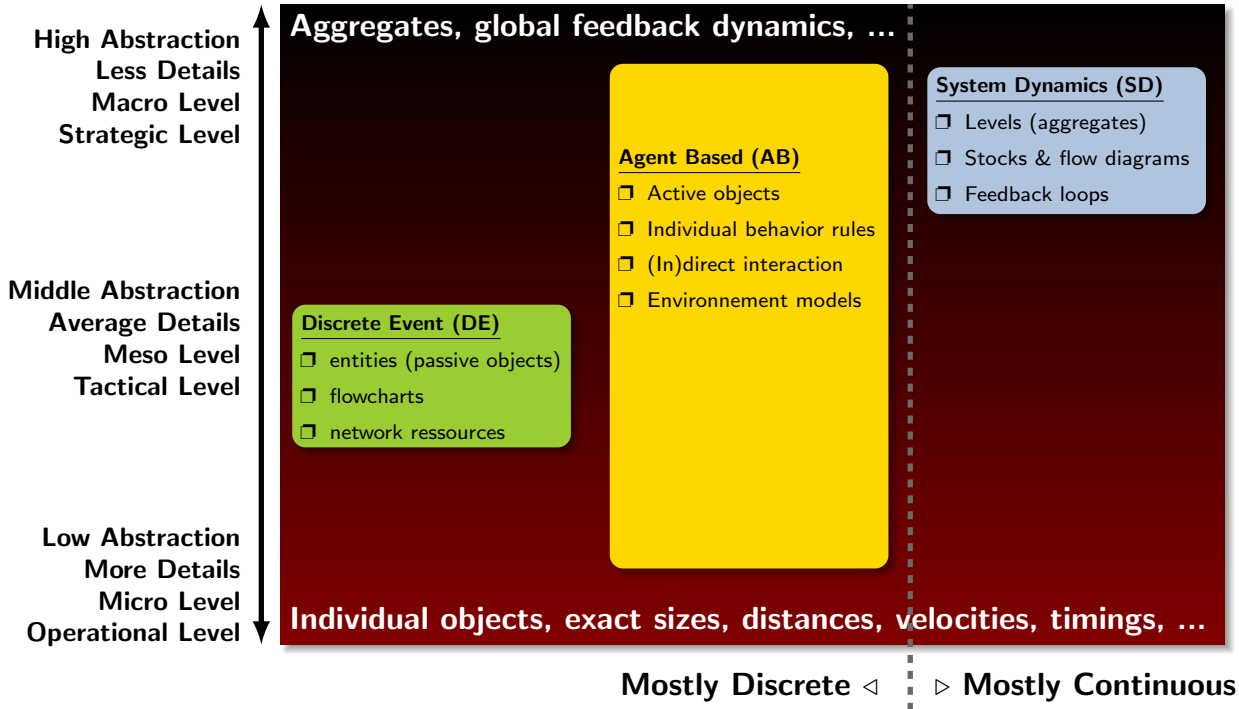 High Abstraction
Less Details
Macro Level
Strategic Level
Middle Abstraction
Average Details
Meso Level
Tactical Level
Low Abstraction
More Details
Micro Level
Operational Level
Aggregates, global feedback dynamics, ...
Discrete Event (DE)
❐ entities (passive objects)
❐ flowcharts
❐ network ressources
Agent Based (AB)
❐ Active objects
❐ Individual behavior rules
❐ (In)direct interaction
❐ Environnement models
System Dynamics (SD)
❐ Levels (aggregates)
❐ Stocks & flow diagrams
❐ Feedback loops
Individual objects, exact sizes, distances, velocities, timings, ...
Mostly Discrete ◁
▷ Mostly Continuous